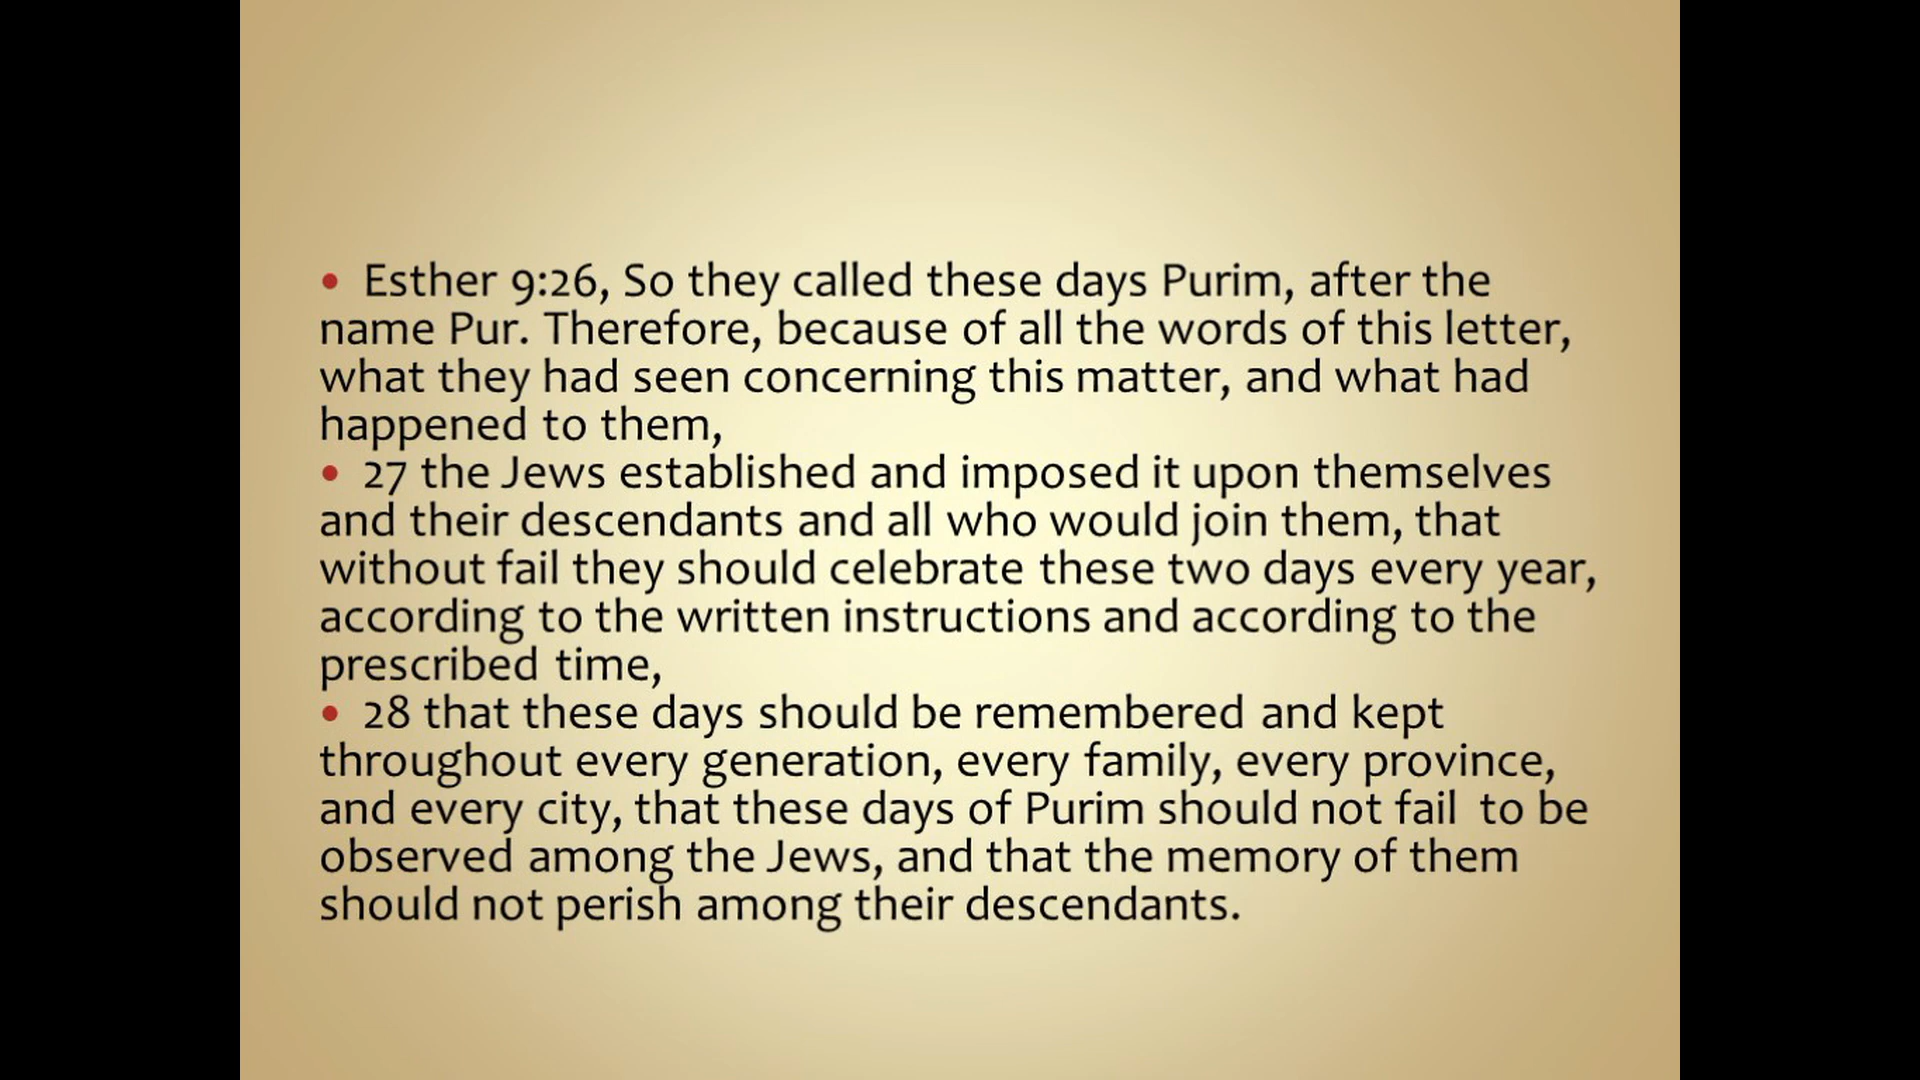 • Esther 9:26, So they called these days Purim, after the
name Pur. Therefore, because of all the words of this letter,
what they had seen concerning this matter, and what had
happened to them,
• 27 the Jews established and imposed it upon themselves
and their descendants and all who would join them, that
without fail they should celebrate these two days every year,
according to the written instructions and according to the
prescribed time,
• 28 that these days should be remembered and kept
throughout every generation, every family, every province,
and every city, that these days of Purim should not fail to be
observed among the Jews, and that the memory of them
should not perish among their descendants.